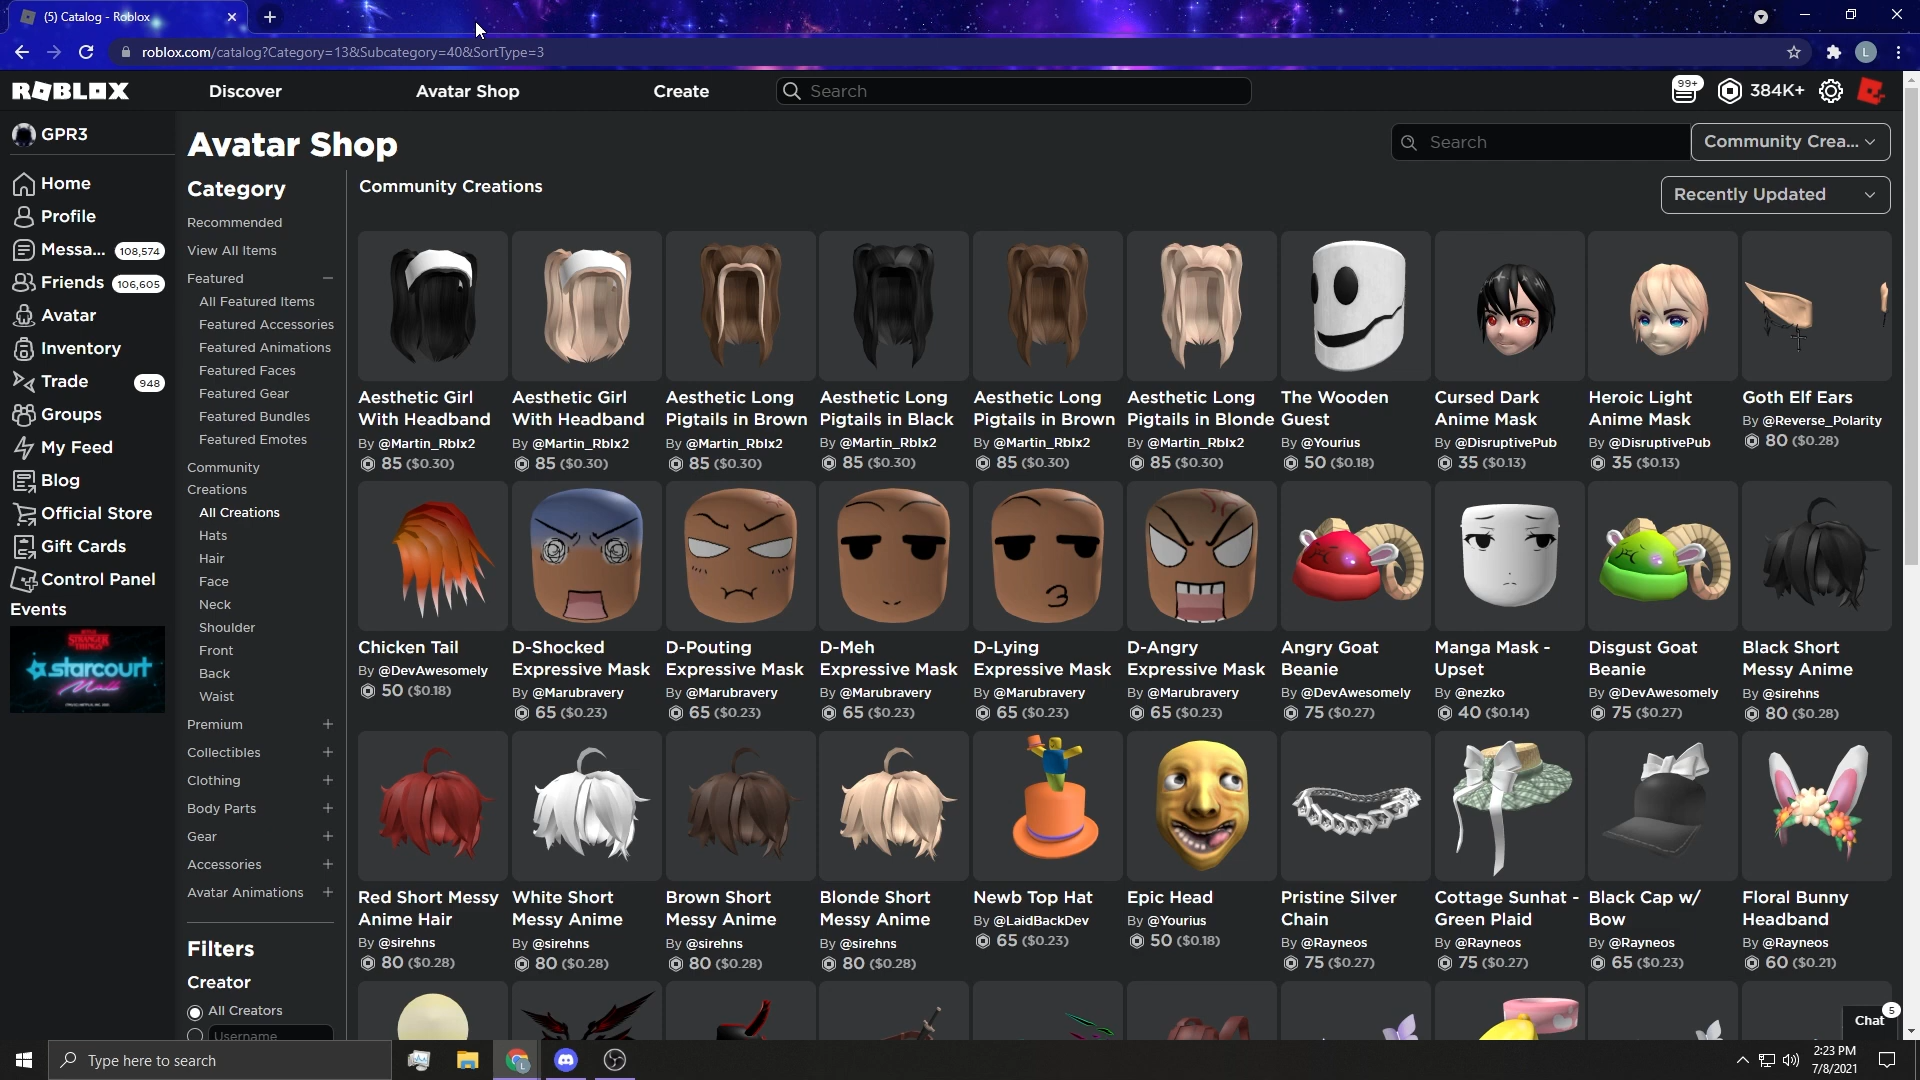 (5) Catalog - Roblox
roblox.com/catalog?Category=13&Subcategory=40&SortType=3
L
ROBLOX
Discover
Avatar Shop
Create
Search
99+
384K+
GPR3
Home
Profile
Messa... 108,574
Friends 106,605
Avatar
Inventory
Trade 948
Groups
My Feed
Blog
Official Store
Gift Cards
Control Panel
Events
STRANGER THINGS
starcourt
Avatar Shop
Search
Community Crea...
Category
Recommended
View All Items
Featured
All Featured Items
Featured Accessories
Featured Animations
Featured Faces
Featured Gear
Featured Bundles
Featured Emotes
Community
Creations
All Creations
Hats
Hair
Face
Neck
Shoulder
Front
Back
Waist
Premium +
Collectibles +
Clothing +
Body Parts +
Gear +
Accessories +
Avatar Animations +
Filters
Creator
All Creators
Username
Community Creations
Recently Updated
Aesthetic Girl
With Headband
By @Martin_Rblx2
85 ($0.30)
Aesthetic Girl
With Headband
By @Martin_Rblx2
85 ($0.30)
Aesthetic Long
Pigtails in Brown
By @Martin_Rblx2
85 ($0.30)
Aesthetic Long
Pigtails in Black
By @Martin_Rblx2
85 ($0.30)
Aesthetic Long
Pigtails in Brown
By @Martin_Rblx2
85 ($0.30)
Aesthetic Long
Pigtails in Blonde
By @Martin_Rblx2
85 ($0.30)
The Wooden
Guest
By @Yourius
50 ($0.18)
Cursed Dark
Anime Mask
By @DisruptivePub
35 ($0.13)
Heroic Light
Anime Mask
By @DisruptivePub
35 ($0.13)
Goth Elf Ears
By @Reverse_Polarity
80 ($0.28)
Chicken Tail
By @DevAwesomely
50 ($0.18)
D-Shocked
Expressive Mask
By @Marubravery
65 ($0.23)
D-Pouting
Expressive Mask
By @Marubravery
65 ($0.23)
D-Meh
Expressive Mask
By @Marubravery
65 ($0.23)
D-Lying
Expressive Mask
By @Marubravery
65 ($0.23)
D-Angry
Expressive Mask
By @Marubravery
65 ($0.23)
Angry Goat
Beanie
By @DevAwesomely
75 ($0.27)
Manga Mask -
Upset
By @nezko
40 ($0.14)
Disgust Goat
Beanie
By @DevAwesomely
75 ($0.27)
Black Short
Messy Anime
By @sirehns
80 ($0.28)
Red Short Messy
Anime Hair
By @sirehns
80 ($0.28)
White Short
Messy Anime
By @sirehns
80 ($0.28)
Brown Short
Messy Anime
By @sirehns
80 ($0.28)
Blonde Short
Messy Anime
By @sirehns
80 ($0.28)
Newb Top Hat
By @LaidBackDev
65 ($0.23)
Epic Head
By @Yourius
50 ($0.18)
Pristine Silver
Chain
By @Rayneos
75 ($0.27)
Cottage Sunhat -
Green Plaid
By @Rayneos
75 ($0.27)
Black Cap w/
Bow
By @Rayneos
65 ($0.23)
Floral Bunny
Headband
By @Rayneos
60 ($0.21)
Chat 5
Type here to search
2:23 PM
7/8/2021